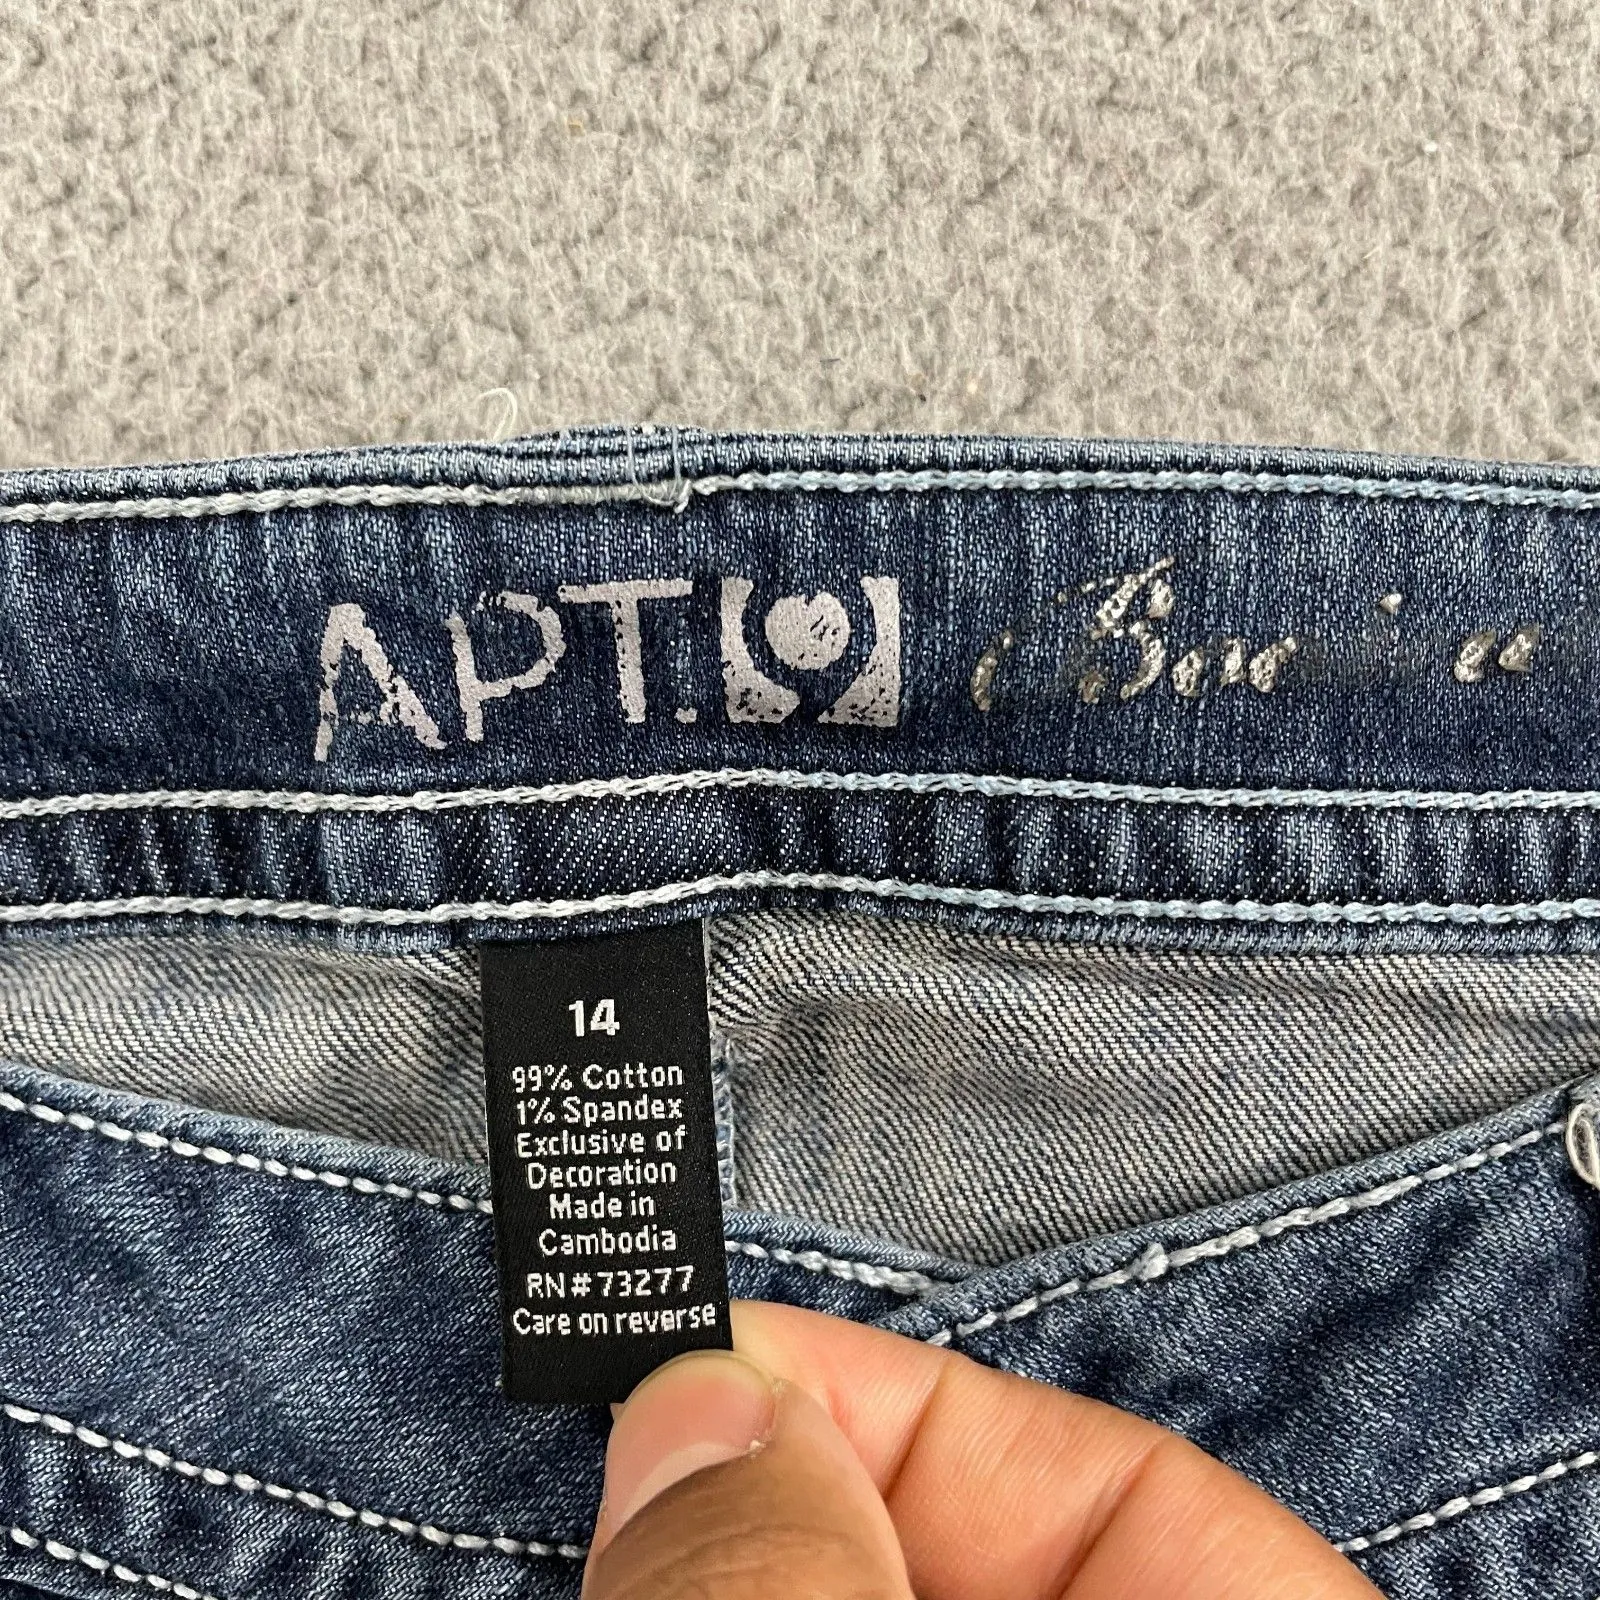 APT.9
14
99% Cotton
1% Spandex
Exclusive of
Decoration
Made in
Cambodia
RN#73277
Care on reverse